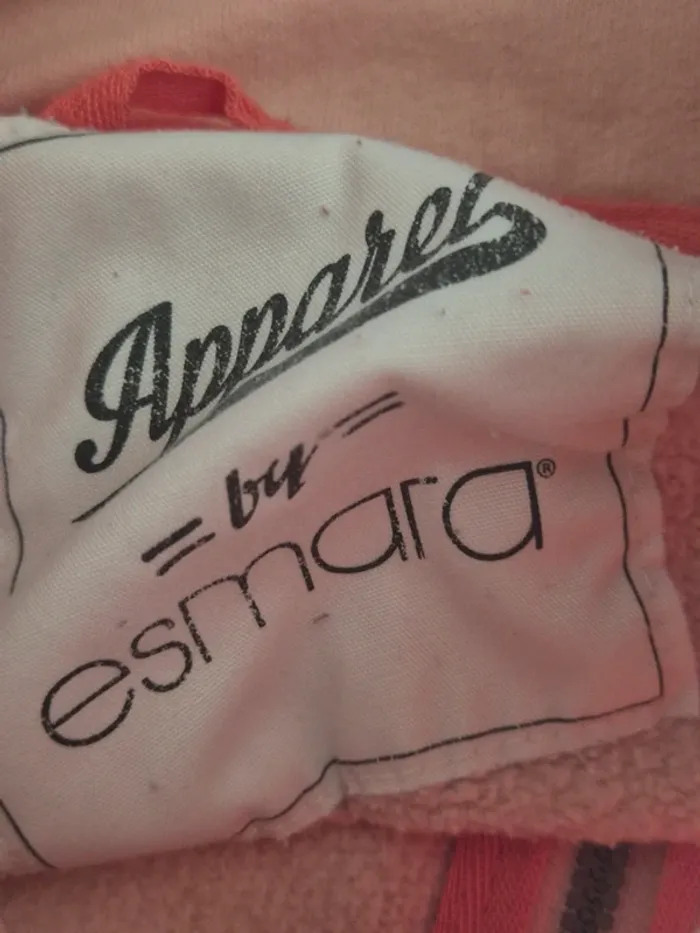 Apparel
= by =
esmara®